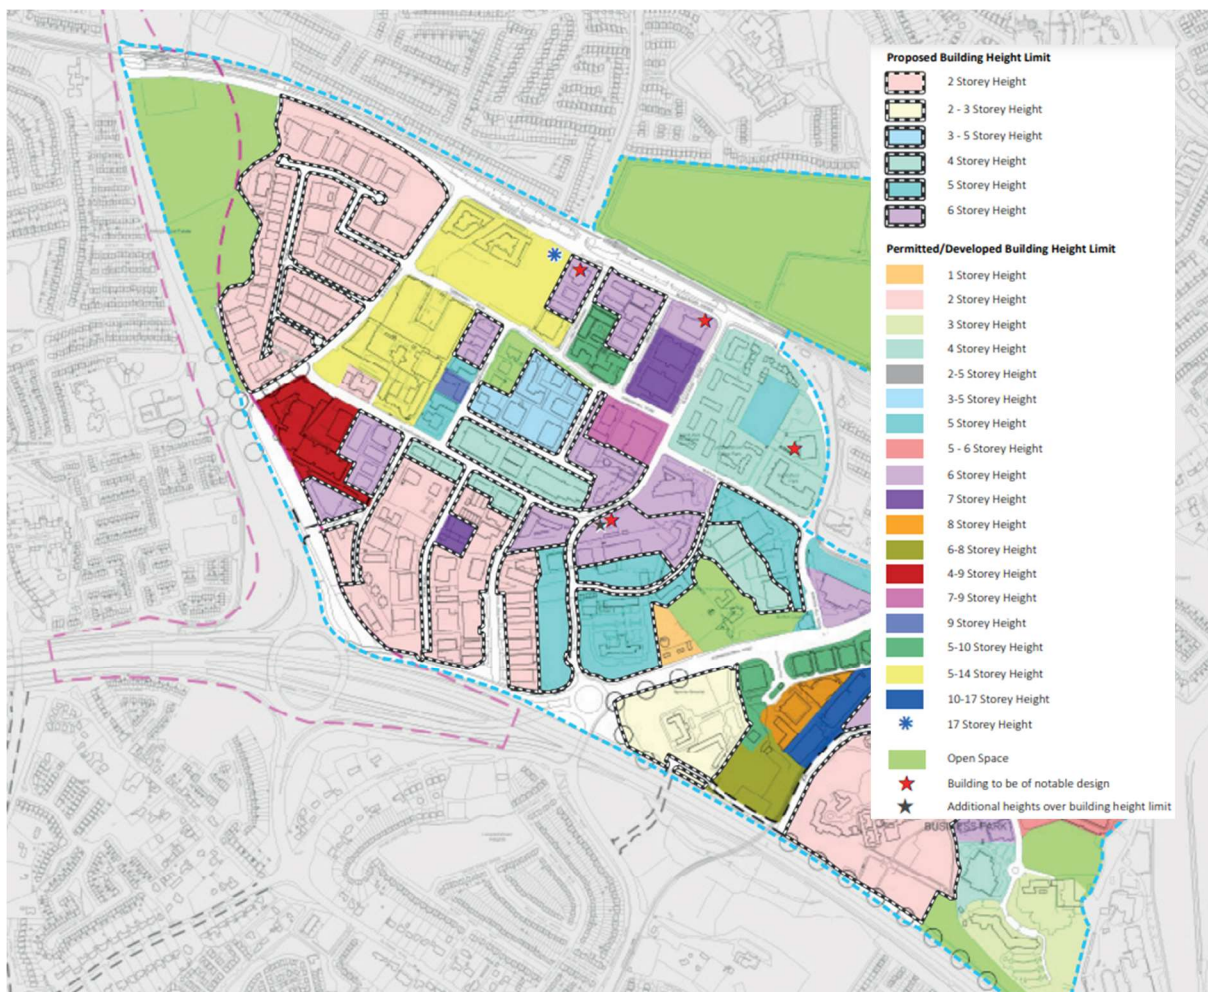 Proposed Building Height Limit
2 Storey Height
2 - 3 Storey Height
3 - 5 Storey Height
4 Storey Height
5 Storey Height
6 Storey Height
Permitted/Developed Building Height Limit
1 Storey Height
2 Storey Height
3 Storey Height
4 Storey Height
2-5 Storey Height
3-5 Storey Height
5 Storey Height
5 - 6 Storey Height
6 Storey Height
7 Storey Height
8 Storey Height
6-8 Storey Height
4-9 Storey Height
7-9 Storey Height
9 Storey Height
5-10 Storey Height
5-14 Storey Height
10-17 Storey Height
17 Storey Height
Open Space
Building to be of notable design
Additional heights over building height limit
BUSINESS PARK